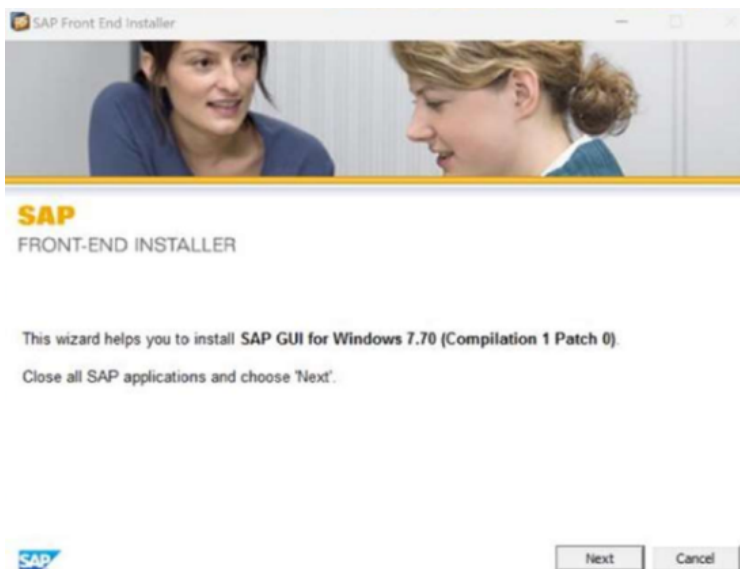 SAP Front End Installer
SAP
FRONT-END INSTALLER
This wizard helps you to install SAP GUI for Windows 7.70 (Compilation 1 Patch 0).
Close all SAP applications and choose 'Next'.
SAP
Next
Cancel